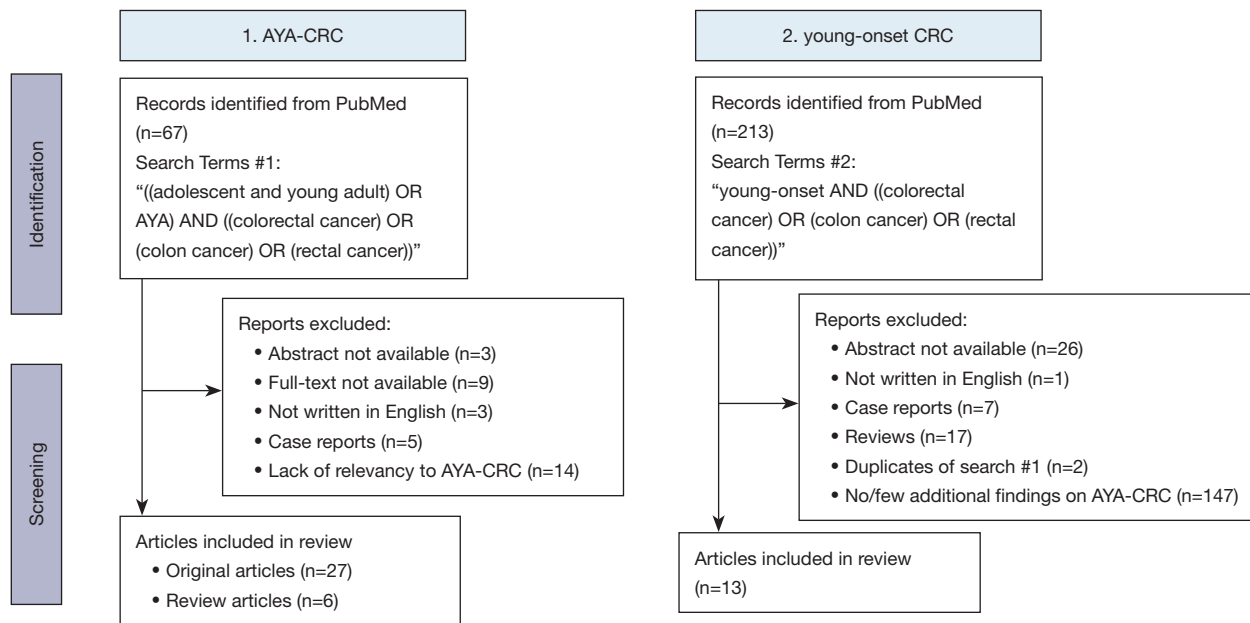 1. AYA-CRC
Identification
Records identified from PubMed
(n=67)
Search Terms #1:
“((adolescent and young adult) OR
AYA) AND ((colorectal cancer) OR
(colon cancer) OR (rectal cancer))”
Screening
Reports excluded:
• Abstract not available (n=3)
• Full-text not available (n=9)
• Not written in English (n=3)
• Case reports (n=5)
• Lack of relevancy to AYA-CRC (n=14)
Articles included in review
• Original articles (n=27)
• Review articles (n=6)
2. young-onset CRC
Records identified from PubMed
(n=213)
Search Terms #2:
“young-onset AND ((colorectal
cancer) OR (colon cancer) OR (rectal
cancer))”
Reports excluded:
• Abstract not available (n=26)
• Not written in English (n=1)
• Case reports (n=7)
• Reviews (n=17)
• Duplicates of search #1 (n=2)
• No/few additional findings on AYA-CRC (n=147)
Articles included in review
(n=13)